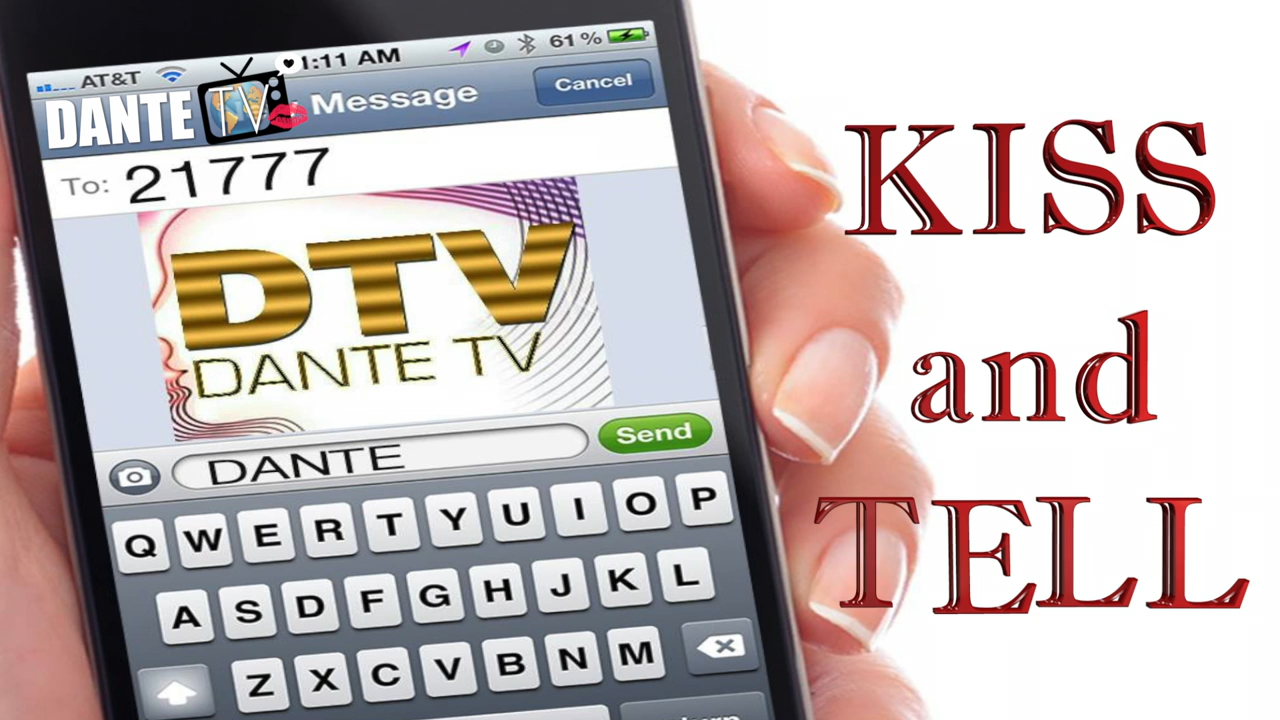 AT&T 1:11 AM 61 %
DANTE TV Message Cancel
To: 21777
DTV
DANTE TV
DANTE Send
Q W E R T Y U I O P
A S D F G H J K L
Z X C V B N M
KISS
and
TELL